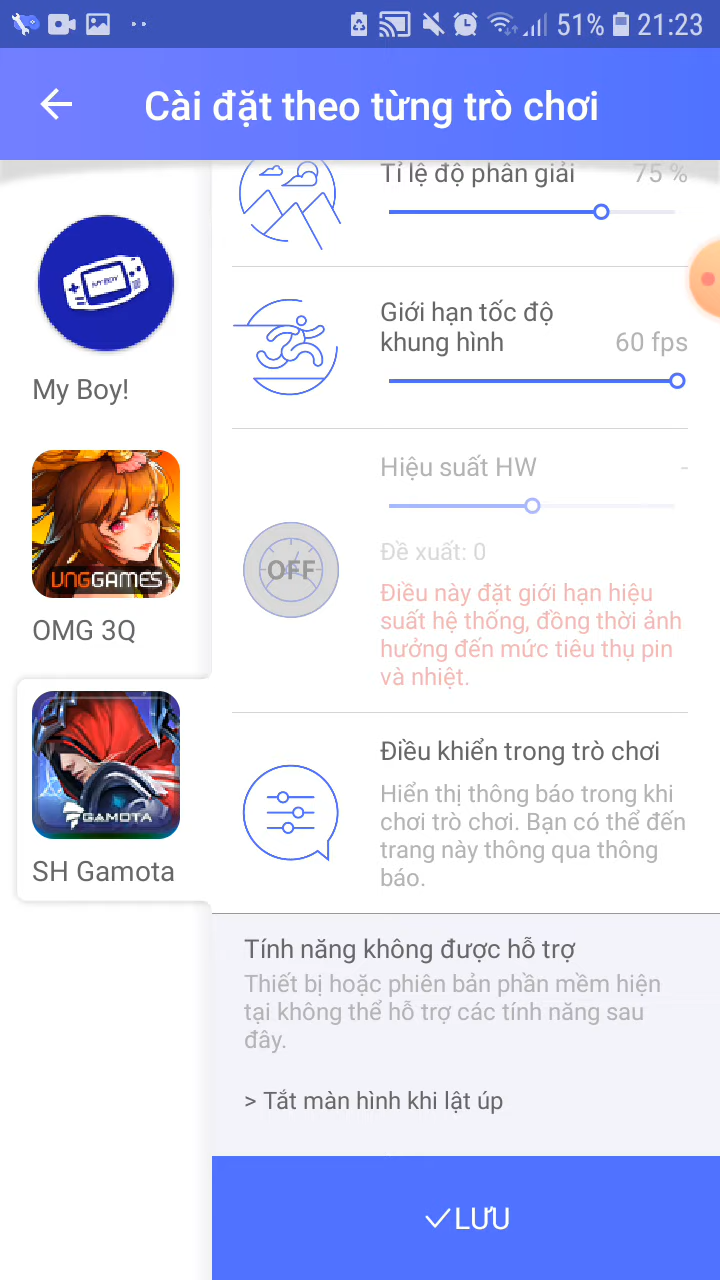 51% 21:23
Cài đặt theo từng trò chơi
MY BOY
My Boy!
VNGGAMES
OMG 3Q
GAMOTA
SH Gamota
Tỉ lệ độ phân giải 75 %
Giới hạn tốc độ
khung hình 60 fps
Hiệu suất HW -
OFF
Đề xuất: 0
Điều này đặt giới hạn hiệu
suất hệ thống, đồng thời ảnh
hưởng đến mức tiêu thụ pin
và nhiệt.
Điều khiển trong trò chơi
Hiển thị thông báo trong khi
chơi trò chơi. Bạn có thể đến
trang này thông qua thông
báo.
Tính năng không được hỗ trợ
Thiết bị hoặc phiên bản phần mềm hiện
tại không thể hỗ trợ các tính năng sau
đây.
> Tắt màn hình khi lật úp
LƯU